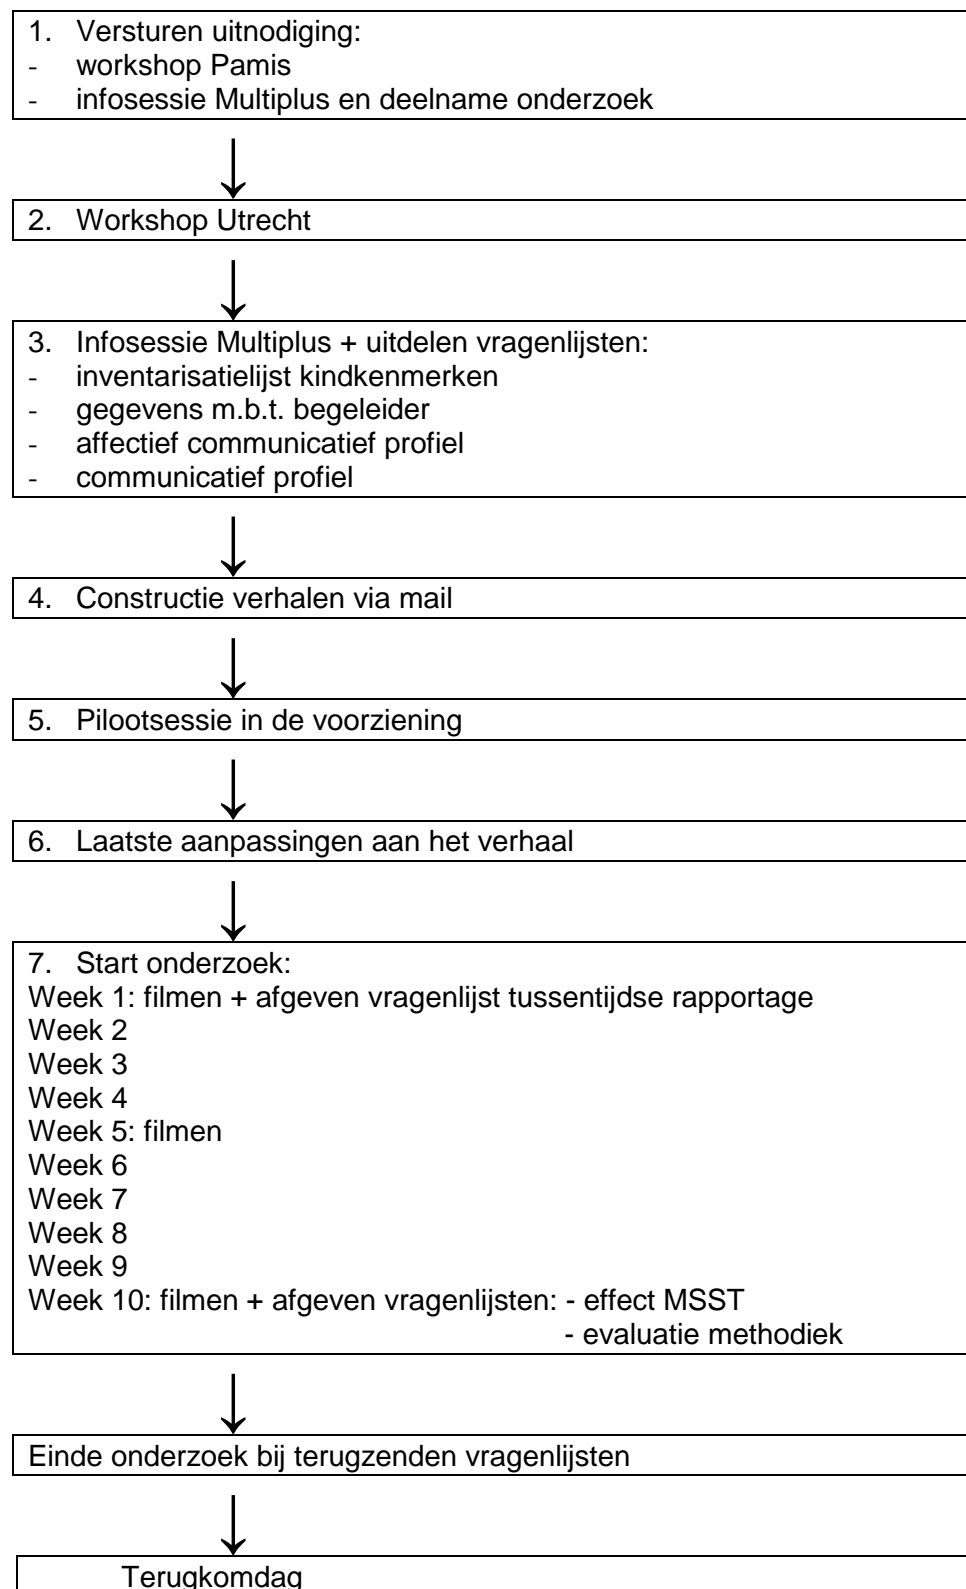 1. Versturen uitnodiging:
- workshop Pamis
- infosessie Multiplus en deelname onderzoek
2. Workshop Utrecht
3. Infosessie Multiplus + uitdelen vragenlijsten:
- inventarisatielijst kindkenmerken
- gegevens m.b.t. begeleider
- affectief communicatief profiel
- communicatief profiel
4. Constructie verhalen via mail
5. Pilootsessie in de voorziening
6. Laatste aanpassingen aan het verhaal
7. Start onderzoek:
Week 1: filmen + afgeven vragenlijst tussentijdse rapportage
Week 2
Week 3
Week 4
Week 5: filmen
Week 6
Week 7
Week 8
Week 9
Week 10: filmen + afgeven vragenlijsten: - effect MSST
- evaluatie methodiek
Einde onderzoek bij terugzenden vragenlijsten
Terugkomdag